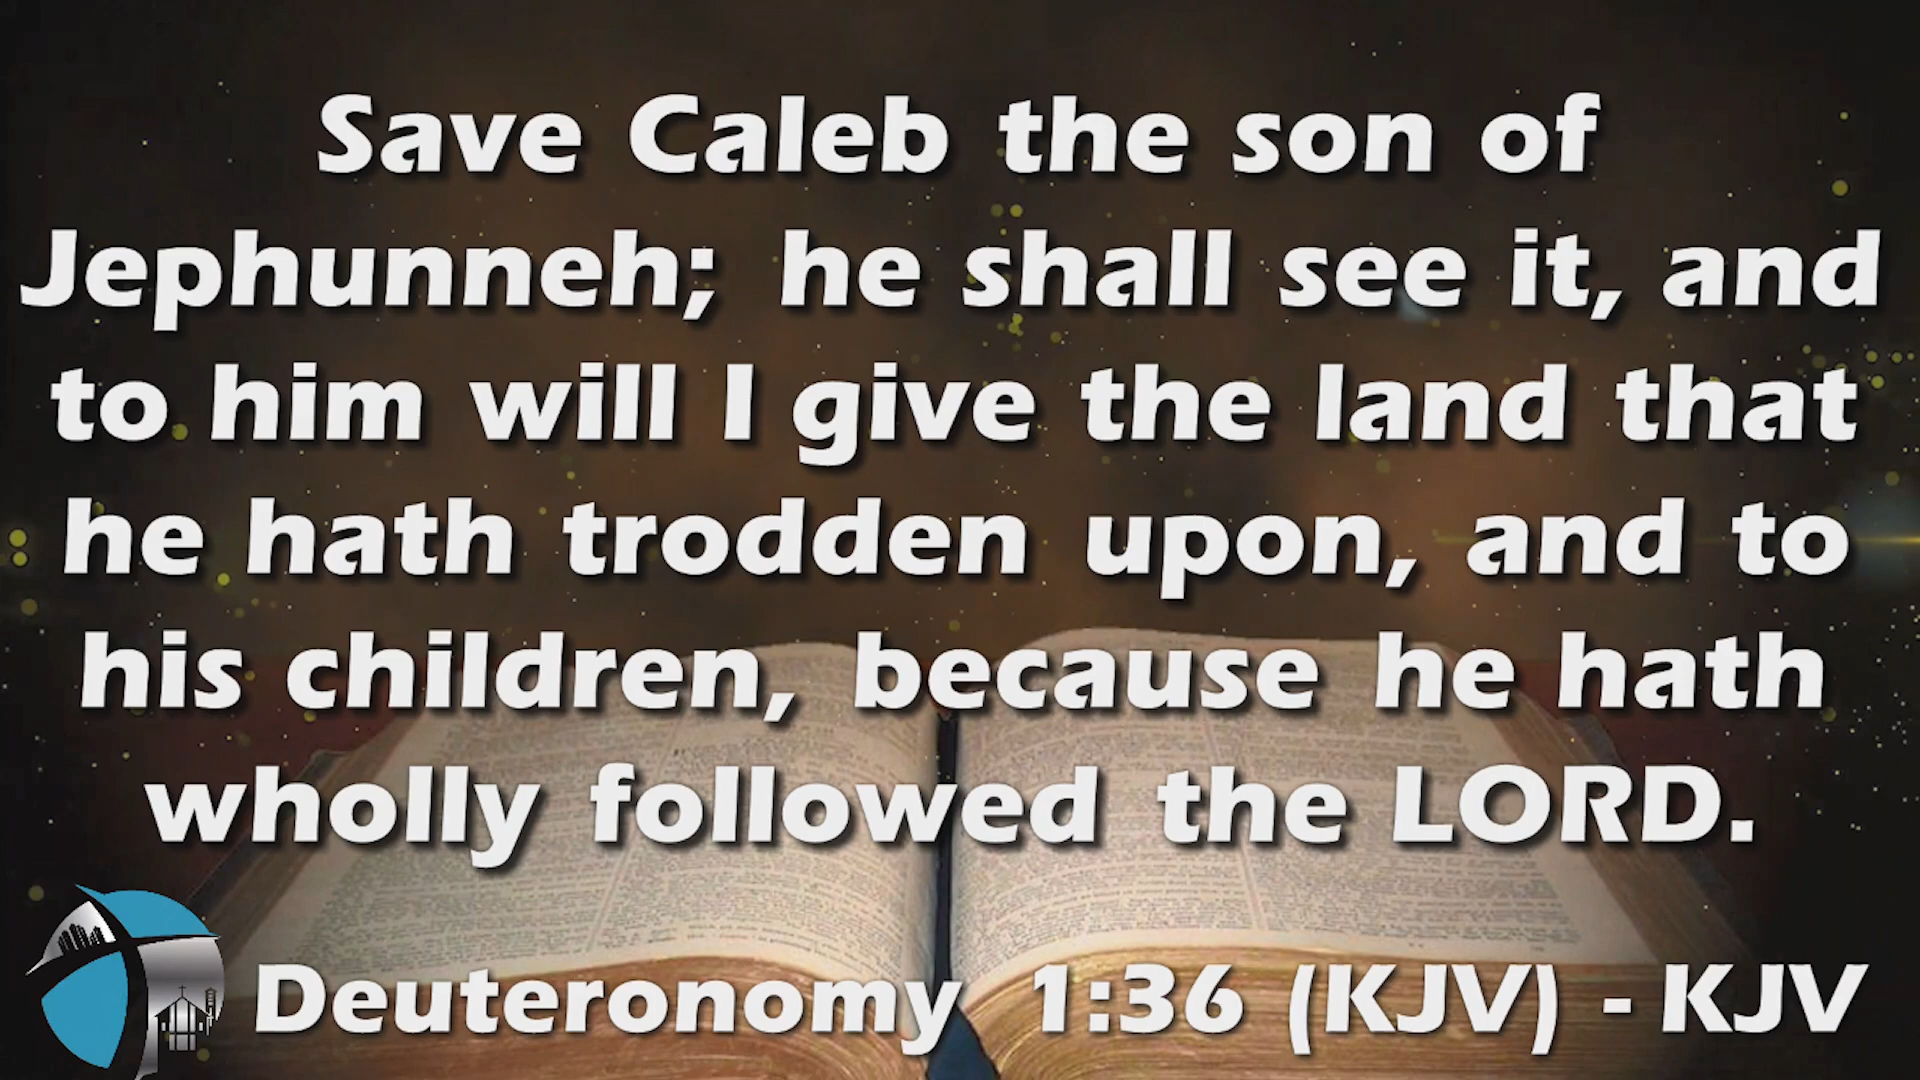 Save Caleb the son of
Jephunneh; he shall see it, and
to him will I give the land that
he hath trodden upon, and to
his children, because he hath
wholly followed the LORD.
Deuteronomy 1:36 (KJV) - KJV